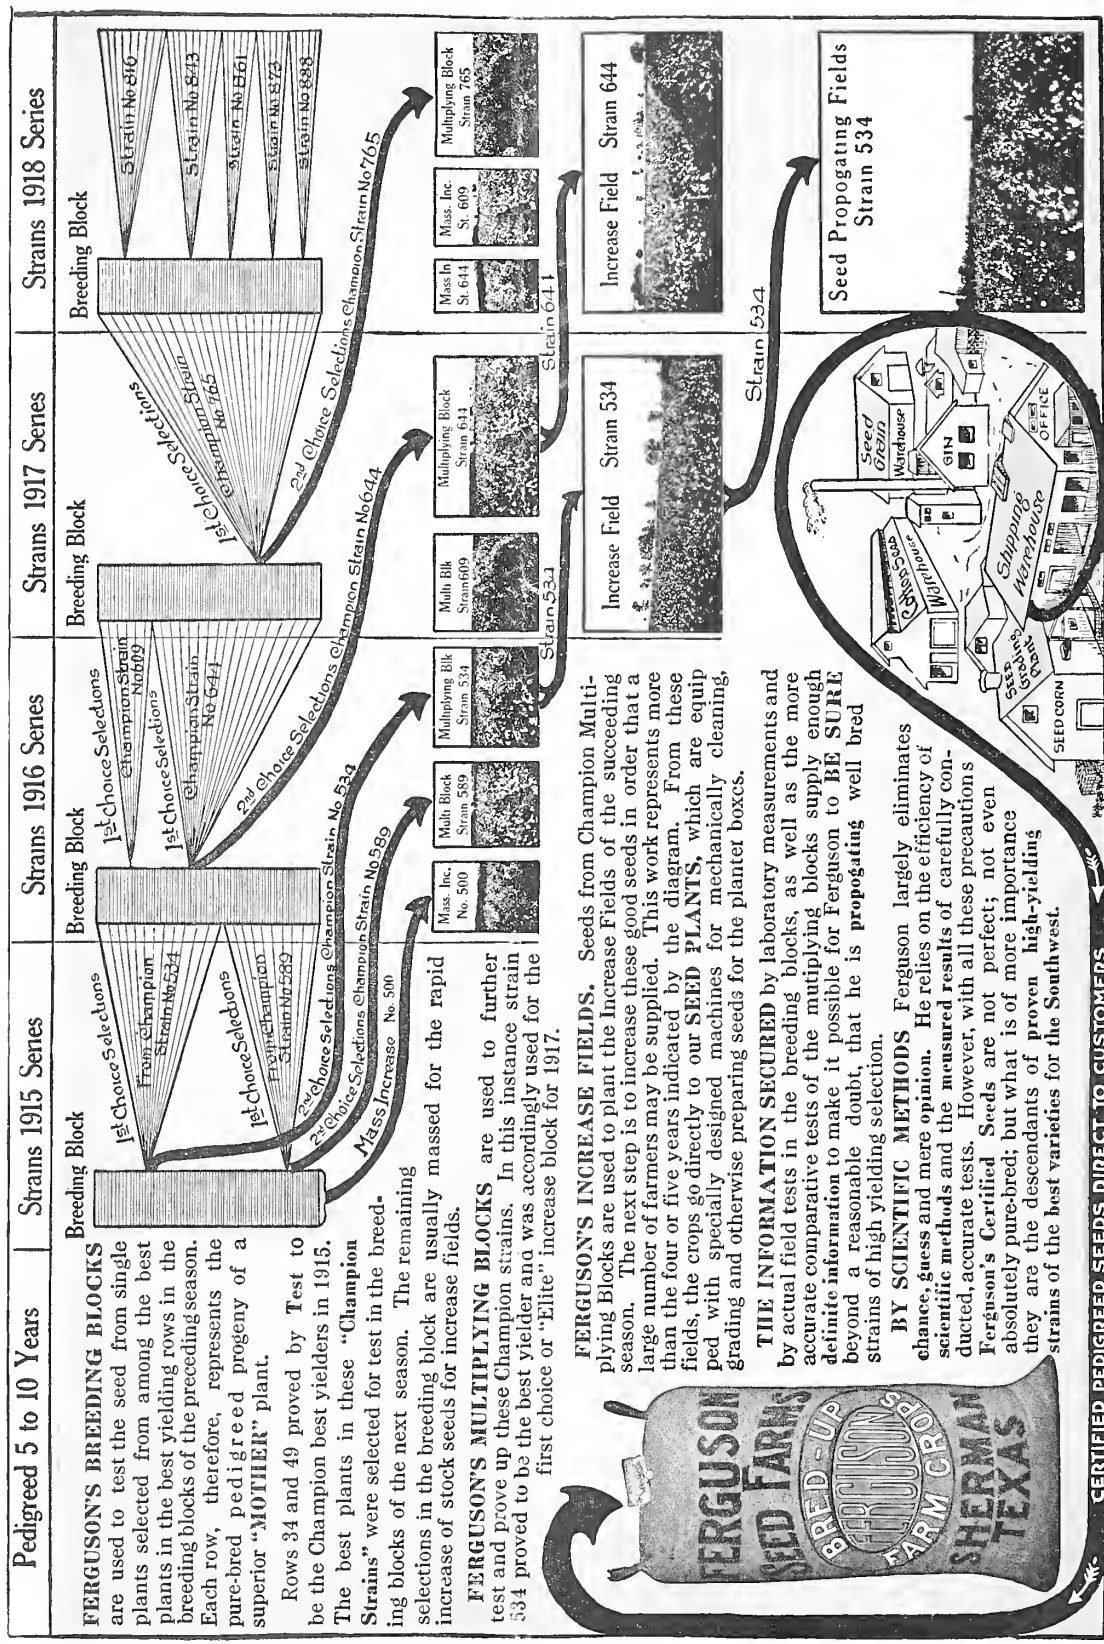 Pedigreed 5 to 10 Years
Strains 1915 Series
Strains 1916 Series
Strains 1917 Series
Strains 1918 Series
FERGUSON'S BREEDING BLOCKS
are used to test the seed from single
plants selected from among the best
plants in the best yielding rows in the
breeding blocks of the preceding season.
Each row, therefore, represents the
pure-bred pedigreed progeny of a
superior "MOTHER" plant.
Rows 34 and 49 proved by Test to
be the Champion best yielders in 1915.
The best plants in these "Champion
Strains" were selected for test in the breed-
ing blocks of the next season. The remaining
selections in the breeding block are usually massed for the rapid
increase of stock seeds for increase fields.
FERGUSON'S MULTIPLYING BLOCKS are used to further
test and prove up these Champion strains. In this instance strain
534 proved to be the best yielder and was accordingly used for the
first choice or "Elite" increase block for 1917.
Breeding Block
1st Choice Selections
From Champion
Strain No 534
1st Choice Selections
From Champion
Strain No 589
2nd Choice Selections Champion Strain No 534
2nd Choice Selections Champion Strain No 589
Mass Increase No. 500
Breeding Block
1st Choice Selections
Champion Strain
No 609
1st Choice Selections
Champion Strain
No 644
2nd Choice Selections Champion Strain No 644
Breeding Block
1st Choice Selections
Champion Strain
No 765
2nd Choice Selections Champion Strain No 765
Breeding Block
Strain No 816
Strain No 843
Strain No 861
Strain No 873
Strain No 888
Mass. Inc.
No. 500
Multi Block
Strain 589
Multiplying Blk
Strain 534
Multi Blk
Strain 609
Multiplying Block
Strain 644
Mass In
St. 644
Mass. Inc.
St. 609
Multiplying Block
Strain 765
Strain 534
Strain 641
Increase Field Strain 534
Increase Field Stram 644
Strain 534
Seed Propogating Fields
Strain 534
FERGUSON'S INCREASE FIELDS. Seeds from Champion Multi-
plying Blocks are used to plant the Increase Fields of the succeeding
season. The next step is to increase these good seeds in order that a
large number of farmers may be supplied. This work represents more
than the four or five years indicated by the diagram. From these
fields, the crops go directly to our SEED PLANTS, which are equip
ped with specially designed machines for mechanically cleaning,
grading and otherwise preparing seeds for the planter boxes.
THE INFORMATION SECURED by laboratory measurements and
by actual field tests in the breeding blocks, as well as the more
accurate comparative tests of the mutiplying blocks supply enough
definite information to make it possible for Ferguson to BE SURE
beyond a reasonable doubt, that he is propogating well bred
strains of high yielding selection.
BY SCIENTIFIC METHODS Ferguson largely eliminates
chance, guess and mere opinion. He relies on the efficiency of
scientific methods and the measured results of carefully con-
ducted, accurate tests. However, with all these precautions
Ferguson's Certified Seeds are not perfect; not even
absolutely pure-bred; but what is of more importance
they are the descendants of proven high-yielding
strains of the best varieties for the Southwest.
FERGUSON
SEED FARMS
BRED-UP
FERGUSON
FARM CROPS
SHERMAN
TEXAS
Cotton Seed
Warehouse
Seed
Grain
Warehouse
GIN
SEED
Grading
Plant
Shipping
Warehouse
OFFICE
SEED CORN
CERTIFIED PEDIGREED SEEDS DIRECT TO CUSTOMERS